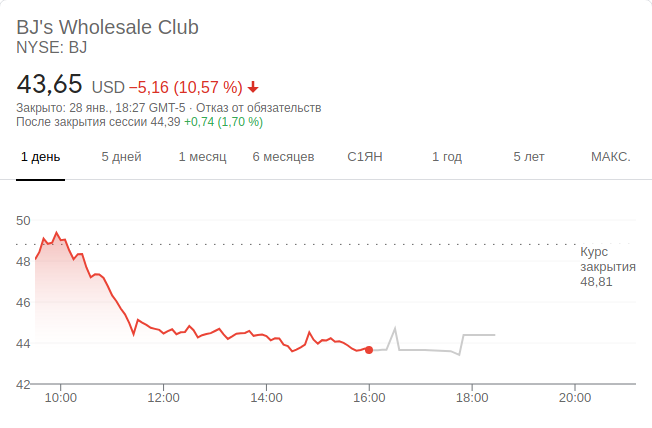 BJ's Wholesale Club
NYSE: BJ
43,65 USD −5,16 (10,57 %)
Закрыто: 28 янв., 18:27 GMT-5 · Отказ от обязательств
После закрытия сессии 44,39 +0,74 (1,70 %)
1 день 5 дней 1 месяц 6 месяцев С1ЯН 1 год 5 лет МАКС.
50
Курс
закрытия
48,81
48
46
44
42
10:00 12:00 14:00 16:00 18:00 20:00